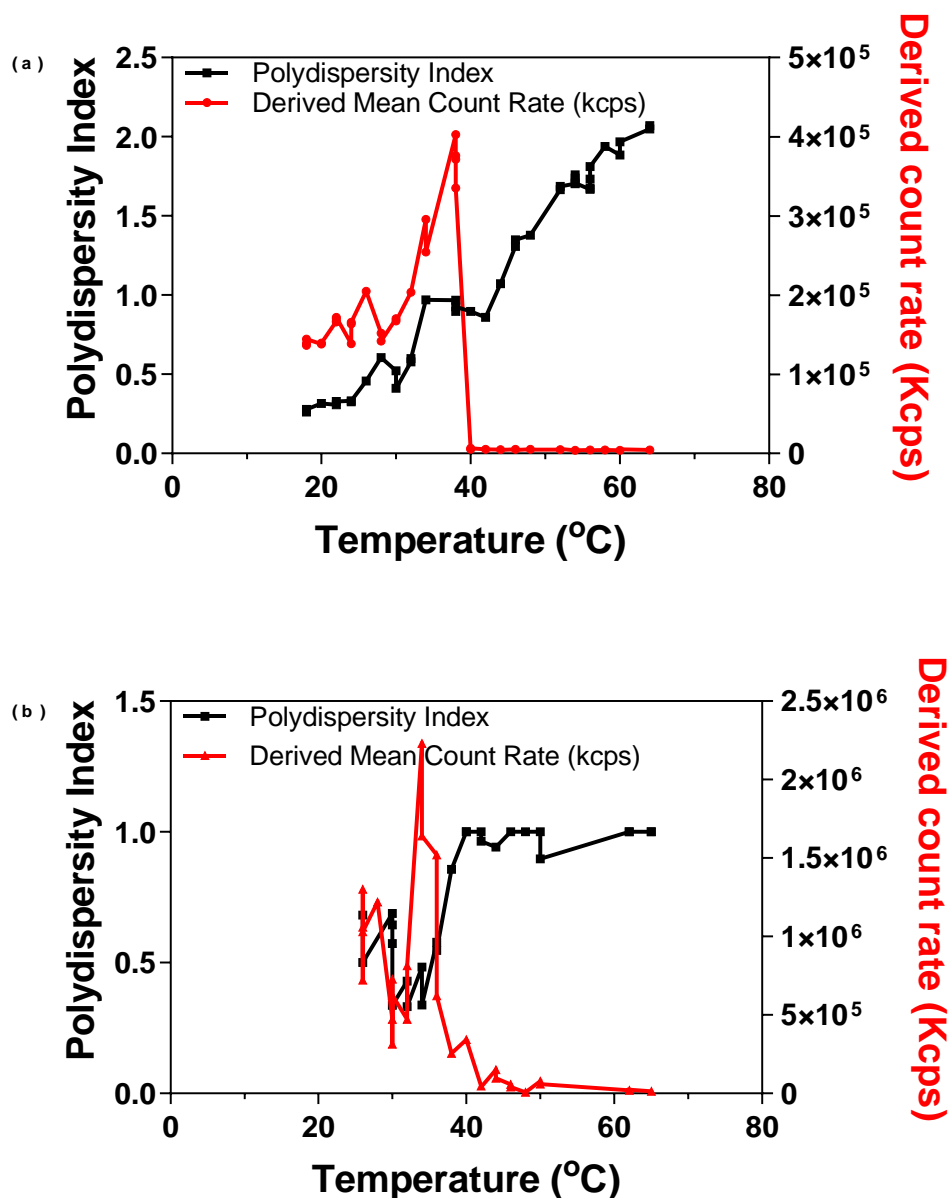 (a)
Polydispersity Index
Derived Mean Count Rate (kcps)
Polydispersity Index
2.5
2.0
1.5
1.0
0.5
0.0
5×10⁵
4×10⁵
3×10⁵
2×10⁵
1×10⁵
0
Derived count rate (Kcps)
0 20 40 60 80
Temperature (°C)
(b)
Polydispersity Index
Derived Mean Count Rate (kcps)
Polydispersity Index
1.5
1.0
0.5
0.0
2.5×10⁶
2×10⁶
1.5×10⁶
1×10⁶
5×10⁵
0
Derived count rate (Kcps)
0 20 40 60 80
Temperature (°C)